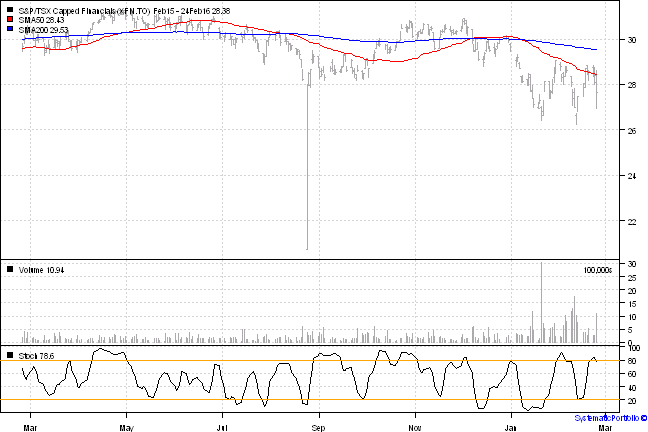 S&P/TSX Capped Financials (XFN.TO) Feb15 - 24Feb16 28.38
SMA50 28.43
SMA200 29.53
30
28
26
24
22
Volume 10.94
100,000s
30
25
20
15
10
5
0
Stoch 78.6
100
80
60
40
20
Mar May Jul Sep Nov Jan Mar
SystematicPortfolio ©